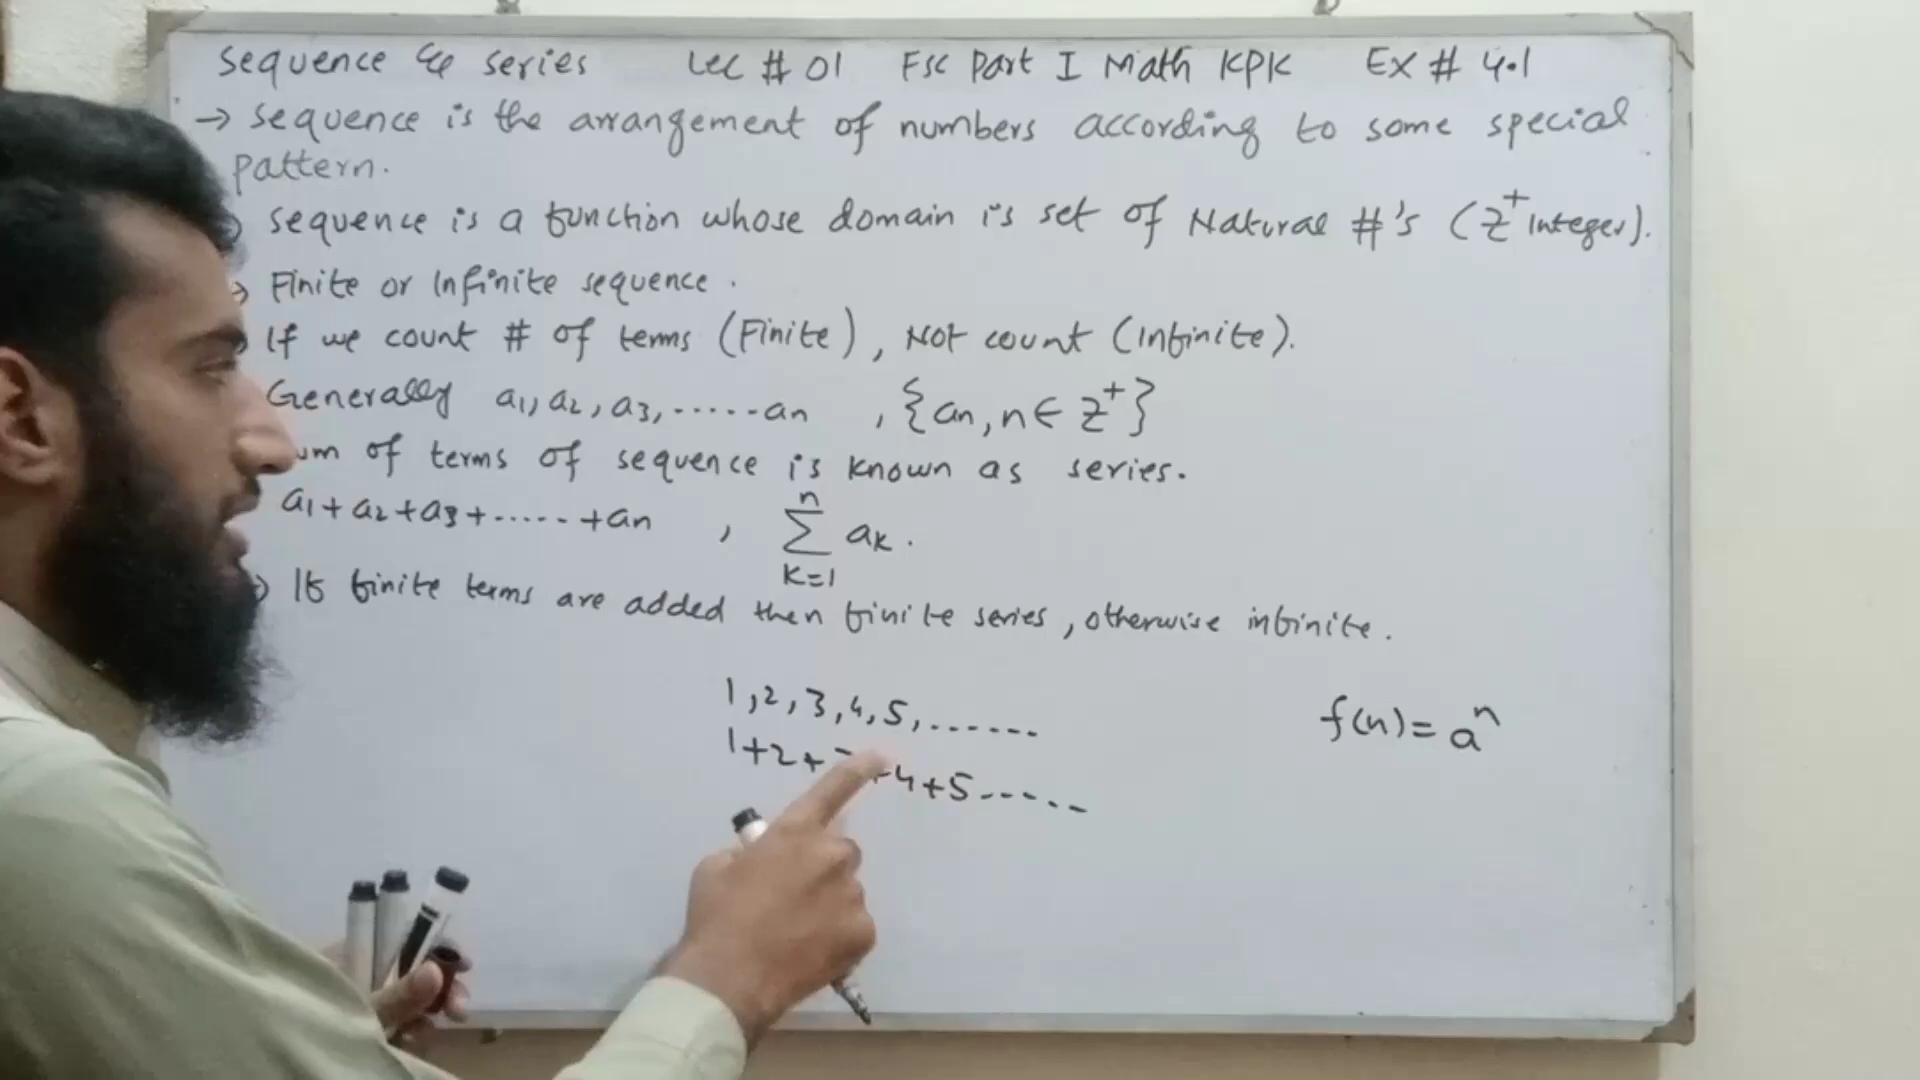 Sequence & series Lec # 01 Fsc Part I Math KPK EX # 4.1
→ Sequence is the arrangement of numbers according to some special
pattern.
Sequence is a function whose domain is set of Natural #'s (Z⁺ Integer).
Finite or Infinite sequence.
If we count # of terms (Finite), Not count (Infinite).
Generally a₁, a₂, a₃, ......aₙ , {aₙ, n ∈ Z⁺}
of terms of sequence is known as series.
a₁ + a₂ + a₃ + ...... + aₙ , n Σ k=1 aₖ.
If finite terms are added then finite series, otherwise infinite.
1, 2, 3, 4, 5, ......
1+2+ +4+5.....
f(n) = aⁿ